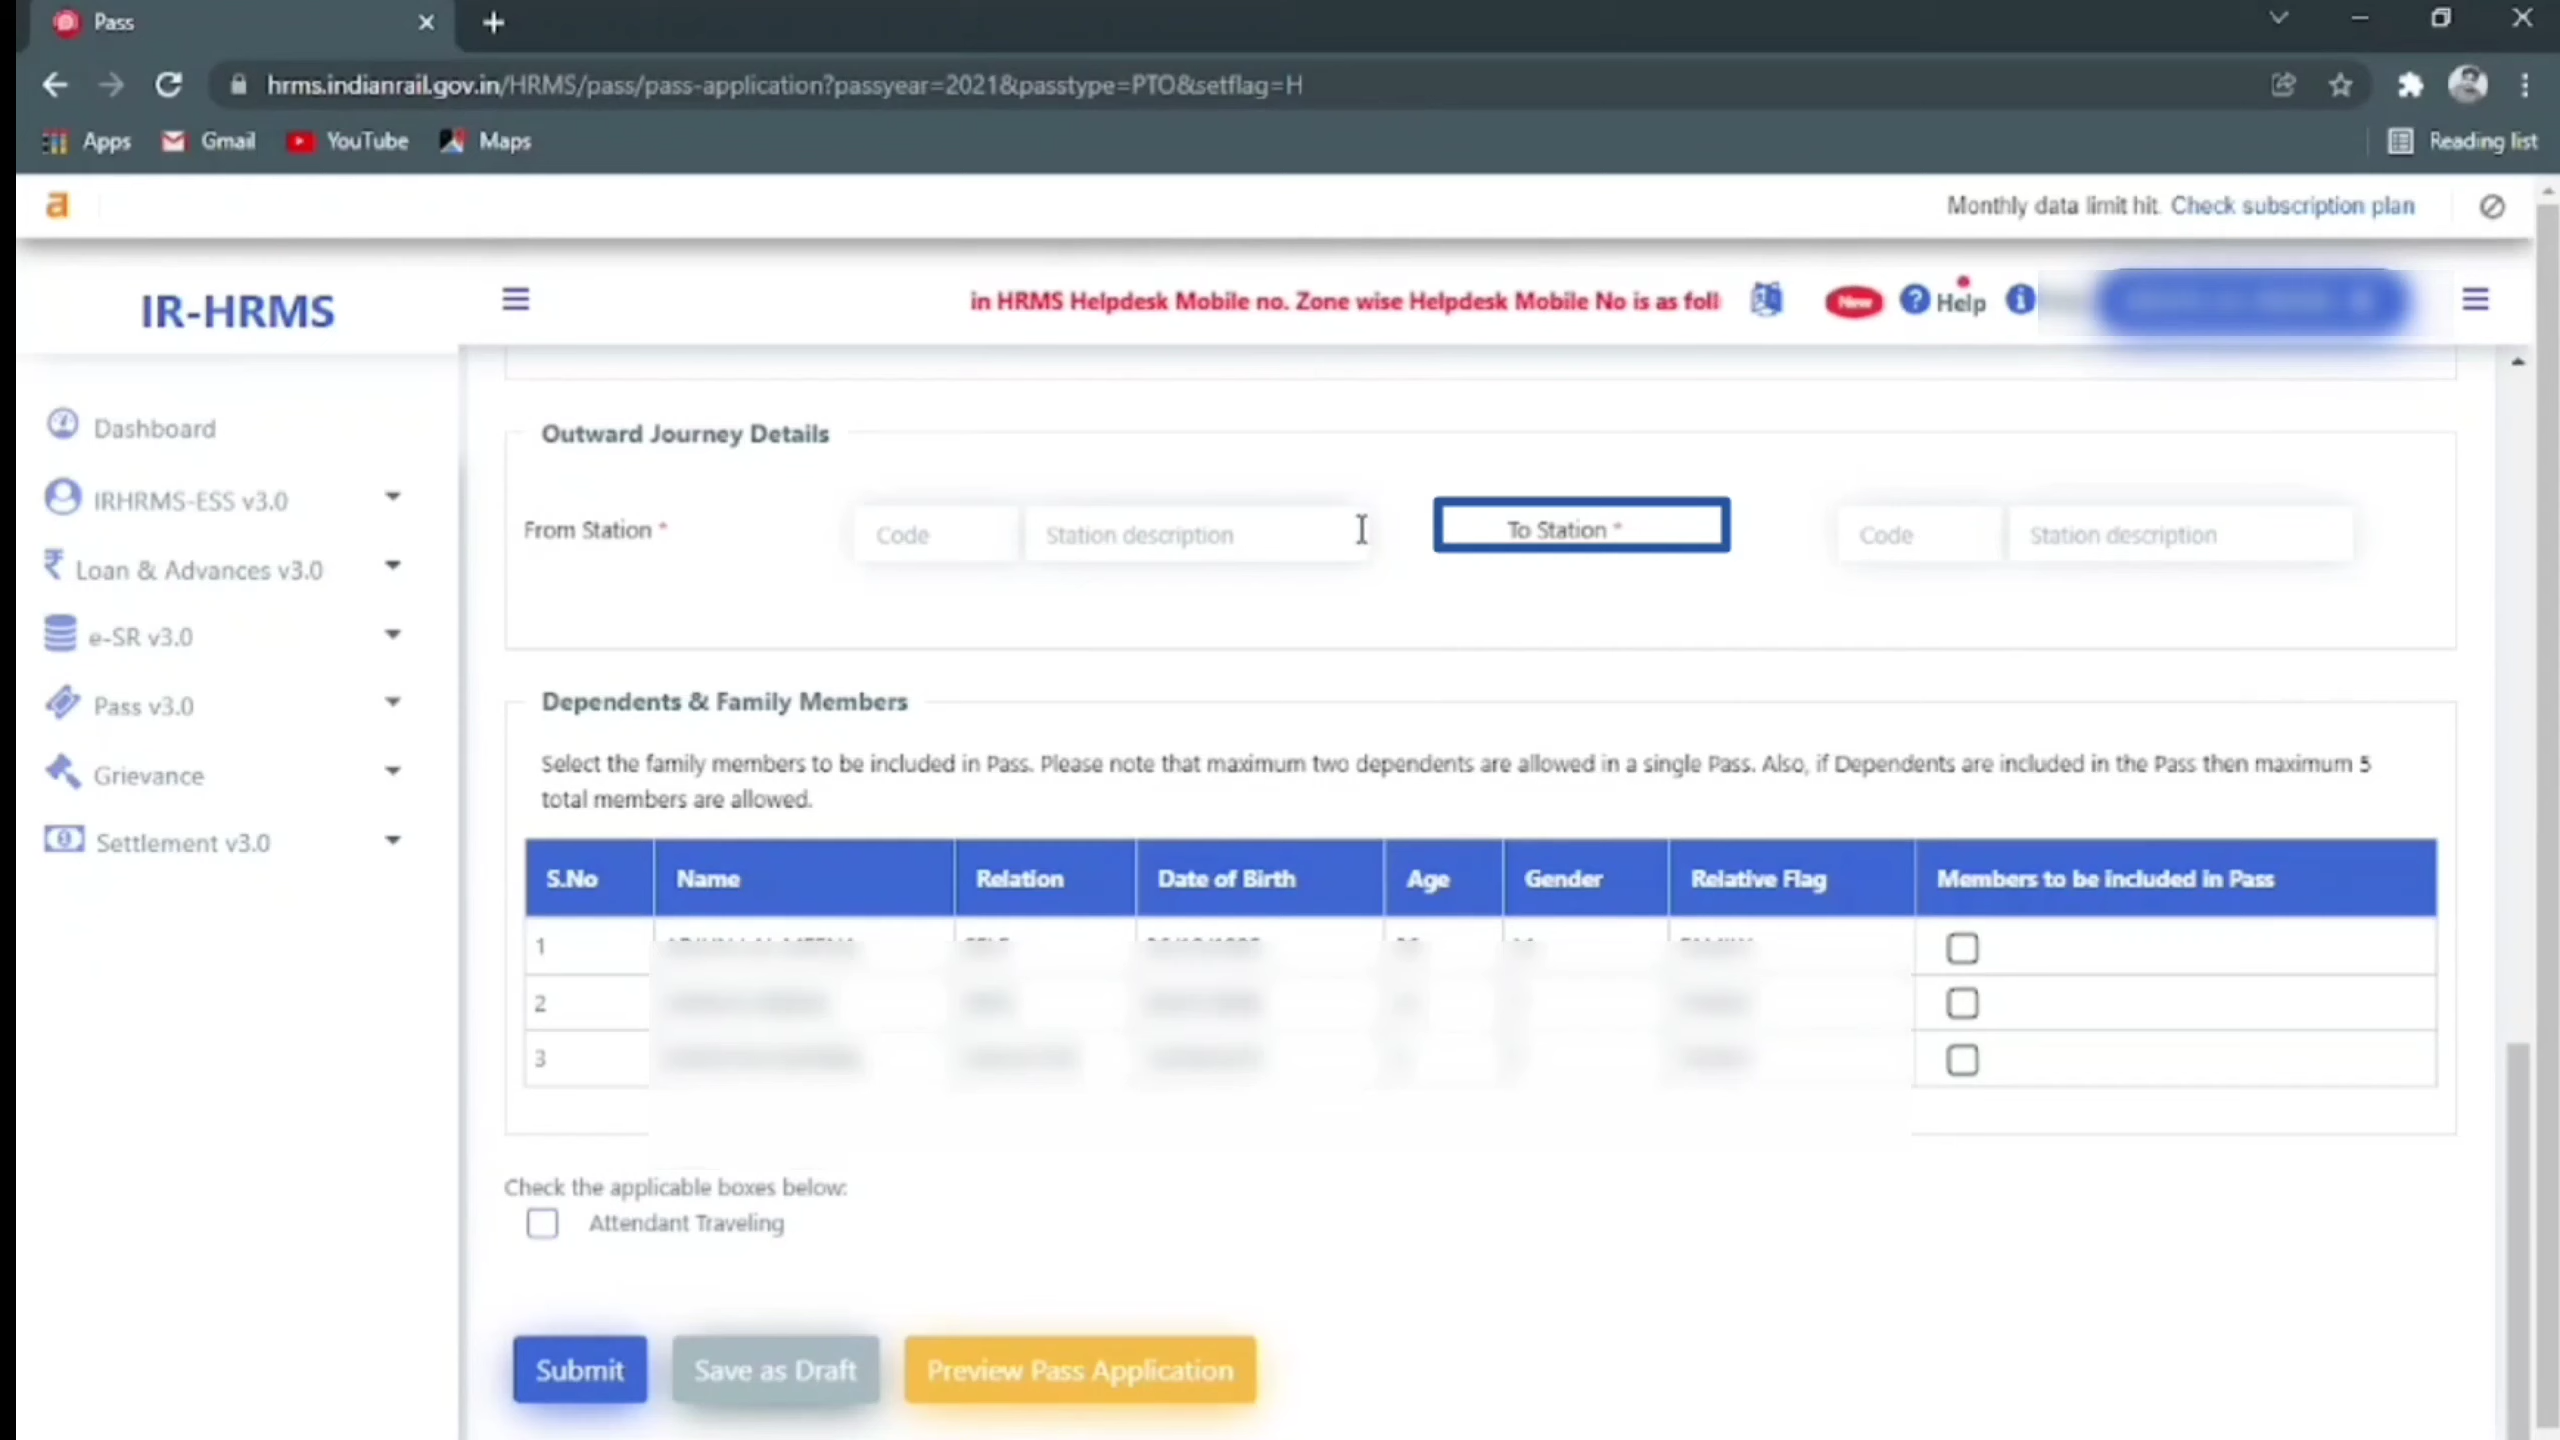 Pass
hrms.indianrail.gov.in/HRMS/pass/pass-application?passyear=2021&passtype=PTO&setflag=H
Apps Gmail YouTube Maps Reading list
a Monthly data limit hit. Check subscription plan
IR-HRMS in HRMS Helpdesk Mobile no. Zone wise Helpdesk Mobile No is as foll New Help
Dashboard
IRHRMS-ESS v3.0
Loan & Advances v3.0
e-SR v3.0
Pass v3.0
Grievance
Settlement v3.0
Outward Journey Details
From Station * Code Station description To Station * Code Station description
Dependents & Family Members
Select the family members to be included in Pass. Please note that maximum two dependents are allowed in a single Pass. Also, if Dependents are included in the Pass then maximum 5
total members are allowed.
S.No Name Relation Date of Birth Age Gender Relative Flag Members to be included in Pass
1
2
3
Check the applicable boxes below:
Attendant Traveling
Submit Save as Draft Preview Pass Application